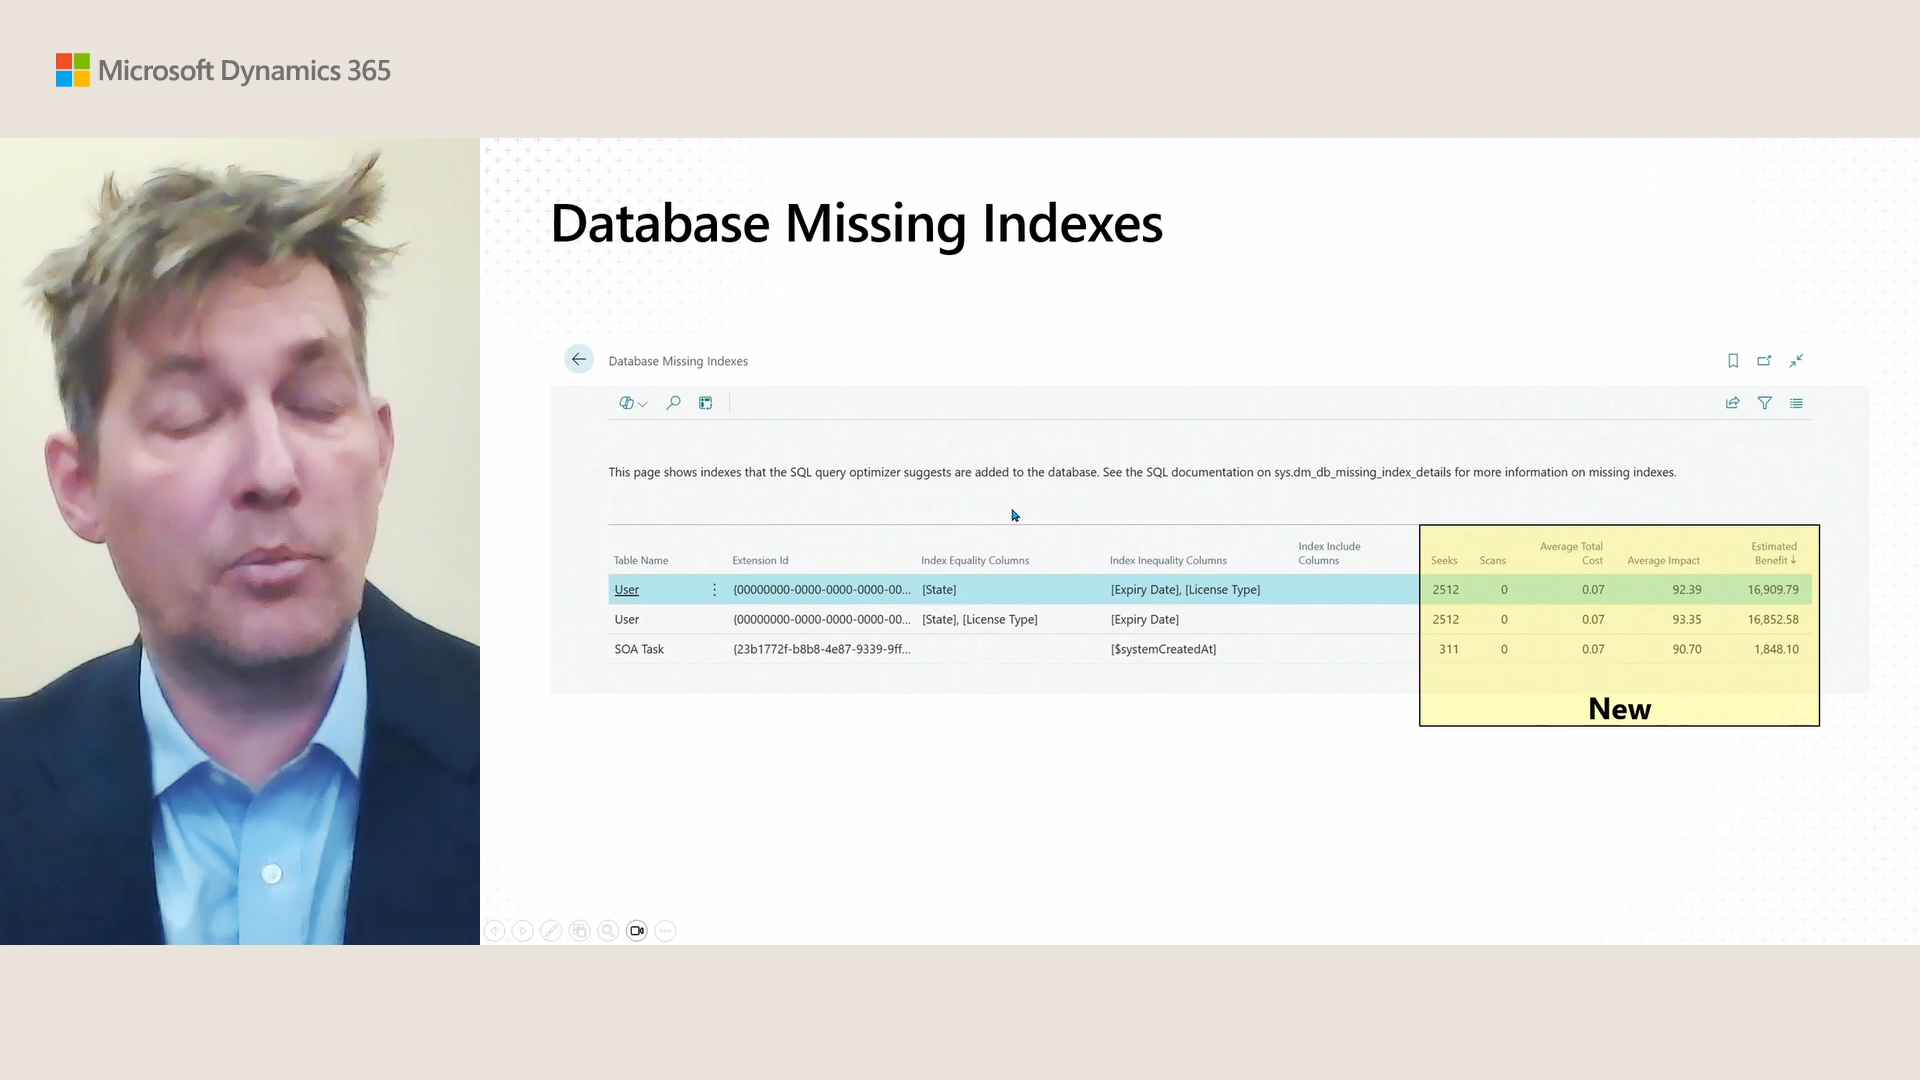 Microsoft Dynamics 365
Database Missing Indexes
Database Missing Indexes
This page shows indexes that the SQL query optimizer suggests are added to the database. See the SQL documentation on sys.dm_db_missing_index_details for more information on missing indexes.
Table Name Extension Id Index Equality Columns Index Inequality Columns Index Include Columns Seeks Scans Average Total Cost Average Impact Estimated Benefit ↓
User {00000000-0000-0000-0000-00... [State] [Expiry Date], [License Type] 2512 0 0.07 92.39 16,909.79
User {00000000-0000-0000-0000-00... [State], [License Type] [Expiry Date] 2512 0 0.07 93.35 16,852.58
SOA Task {23b1772f-b8b8-4e87-9339-9ff... [$systemCreatedAt] 311 0 0.07 90.70 1,848.10
New